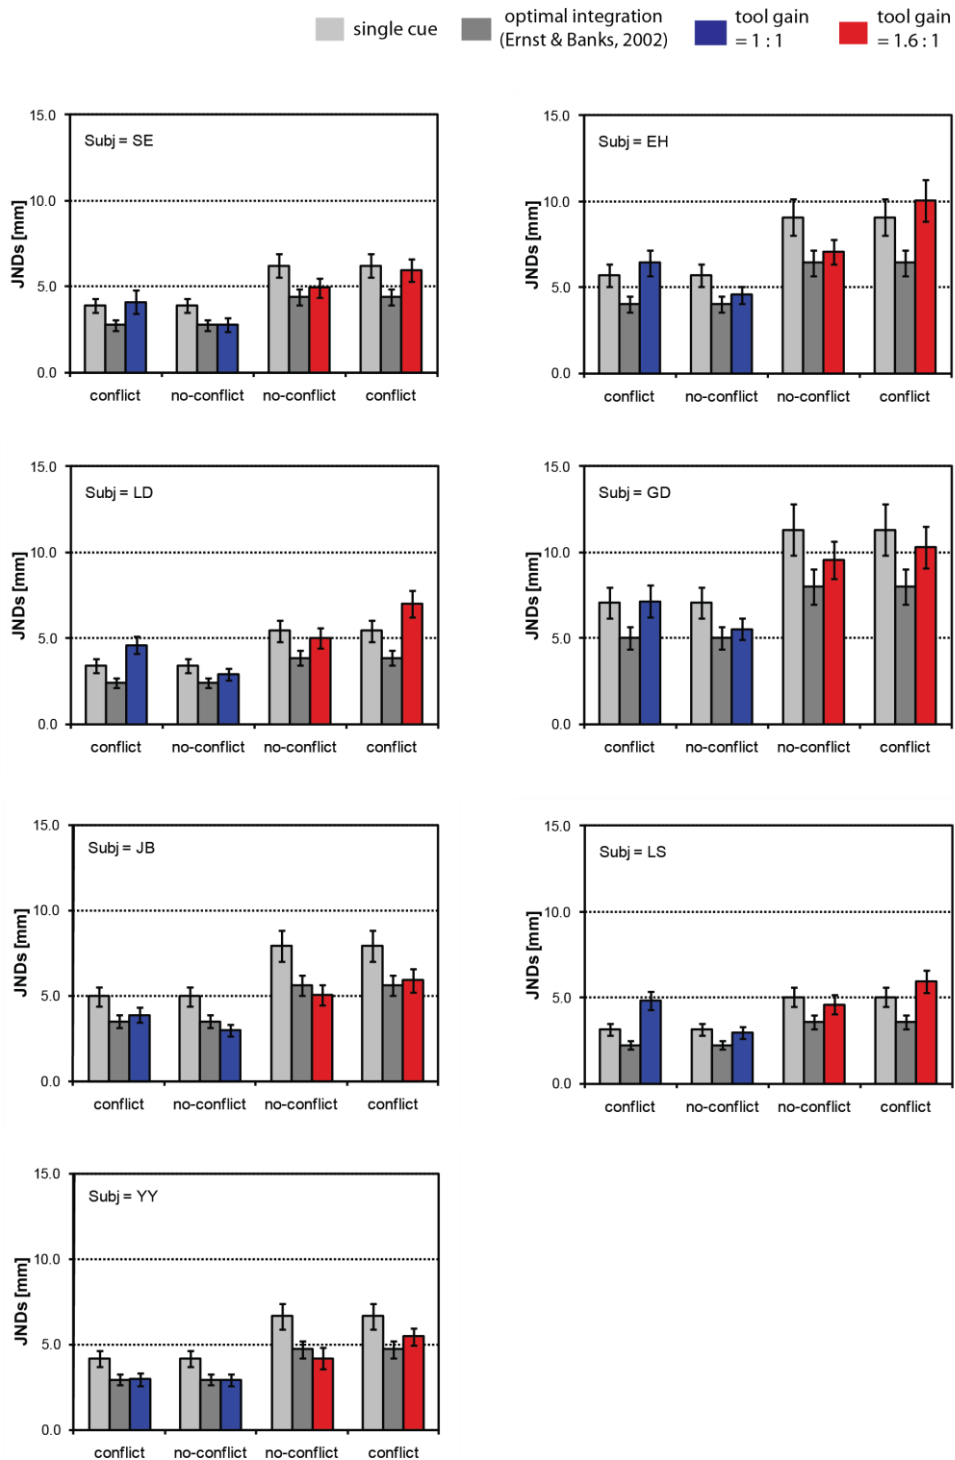 single cue
optimal integration
(Ernst & Banks, 2002)
tool gain
= 1 : 1
tool gain
= 1.6 : 1
15.0
Subj = SE
10.0
JNDs [mm]
5.0
0.0
conflict no-conflict no-conflict conflict
15.0
Subj = EH
10.0
JNDs [mm]
5.0
0.0
conflict no-conflict no-conflict conflict
15.0
Subj = LD
10.0
JNDs [mm]
5.0
0.0
conflict no-conflict no-conflict conflict
15.0
Subj = GD
10.0
JNDs [mm]
5.0
0.0
conflict no-conflict no-conflict conflict
15.0
Subj = JB
10.0
JNDs [mm]
5.0
0.0
conflict no-conflict no-conflict conflict
15.0
Subj = LS
10.0
JNDs [mm]
5.0
0.0
conflict no-conflict no-conflict conflict
15.0
Subj = YY
10.0
JNDs [mm]
5.0
0.0
conflict no-conflict no-conflict conflict